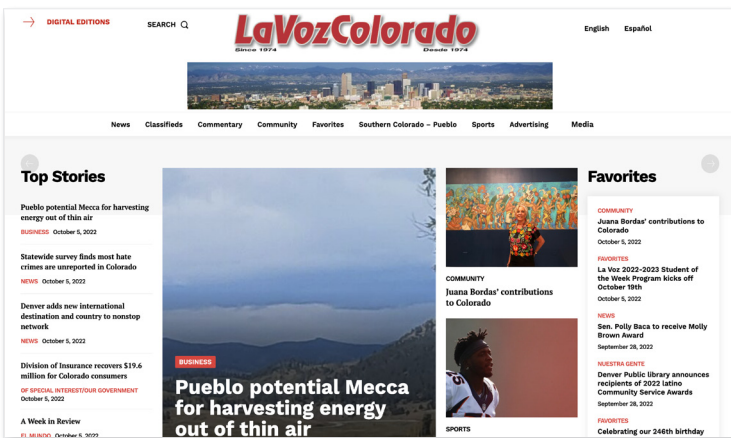 DIGITAL EDITIONS
SEARCH
LaVozColorado
Since 1974
Desde 1974
English
Español
News
Classifieds
Commentary
Community
Favorites
Southern Colorado – Pueblo
Sports
Advertising
Media
Top Stories
Pueblo potential Mecca for harvesting
energy out of thin air
BUSINESS October 5, 2022
Statewide survey finds most hate
crimes are unreported in Colorado
NEWS October 5, 2022
Denver adds new international
destination and country to nonstop
network
NEWS October 5, 2022
Division of Insurance recovers $19.6
million for Colorado consumers
OF SPECIAL INTEREST/OUR GOVERNMENT
October 5, 2022
A Week in Review
EL MUNDO October 5, 2022
BUSINESS
Pueblo potential Mecca
for harvesting energy
out of thin air
COMMUNITY
Juana Bordas' contributions
to Colorado
SPORTS
Favorites
COMMUNITY
Juana Bordas' contributions to
Colorado
October 5, 2022
FAVORITES
La Voz 2022-2023 Student of
the Week Program kicks off
October 19th
October 5, 2022
NEWS
Sen. Polly Baca to receive Molly
Brown Award
September 28, 2022
NUESTRA GENTE
Denver Public library announces
recipients of 2022 latino
Community Service Awards
September 28, 2022
FAVORITES
Celebrating our 246th birthday